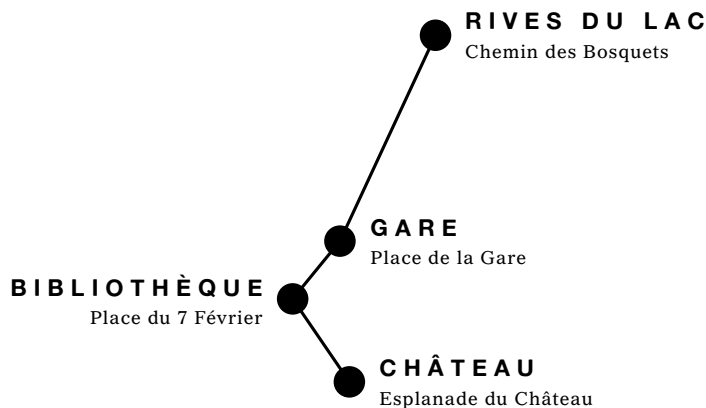 RIVES DU LAC
Chemin des Bosquets
GARE
Place de la Gare
BIBLIOTHÈQUE
Place du 7 Février
CHÂTEAU
Esplanade du Château